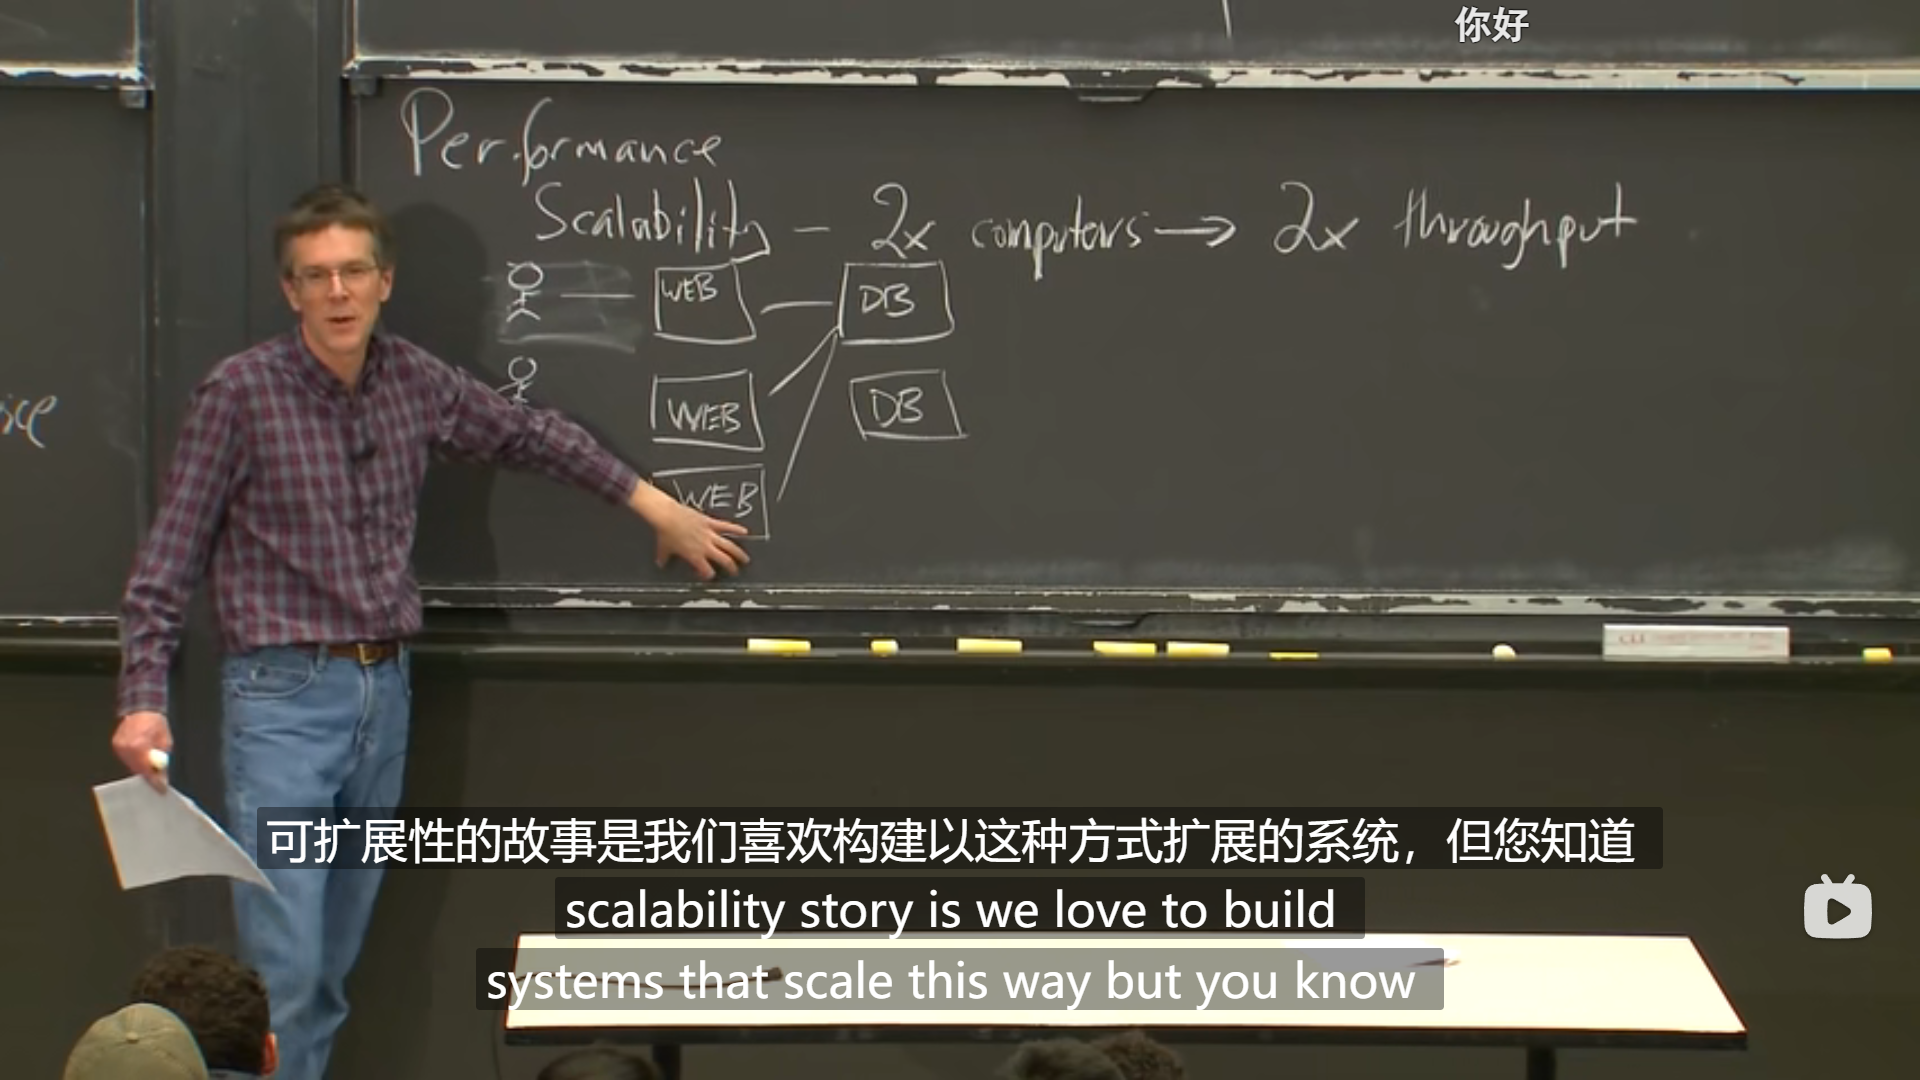 你好
Performance
Scalability – 2x computers → 2x throughput
WEB
DB
WEB
DB
WEB
可扩展性的故事是我们喜欢构建以这种方式扩展的系统，但您知道
scalability story is we love to build
systems that scale this way but you know